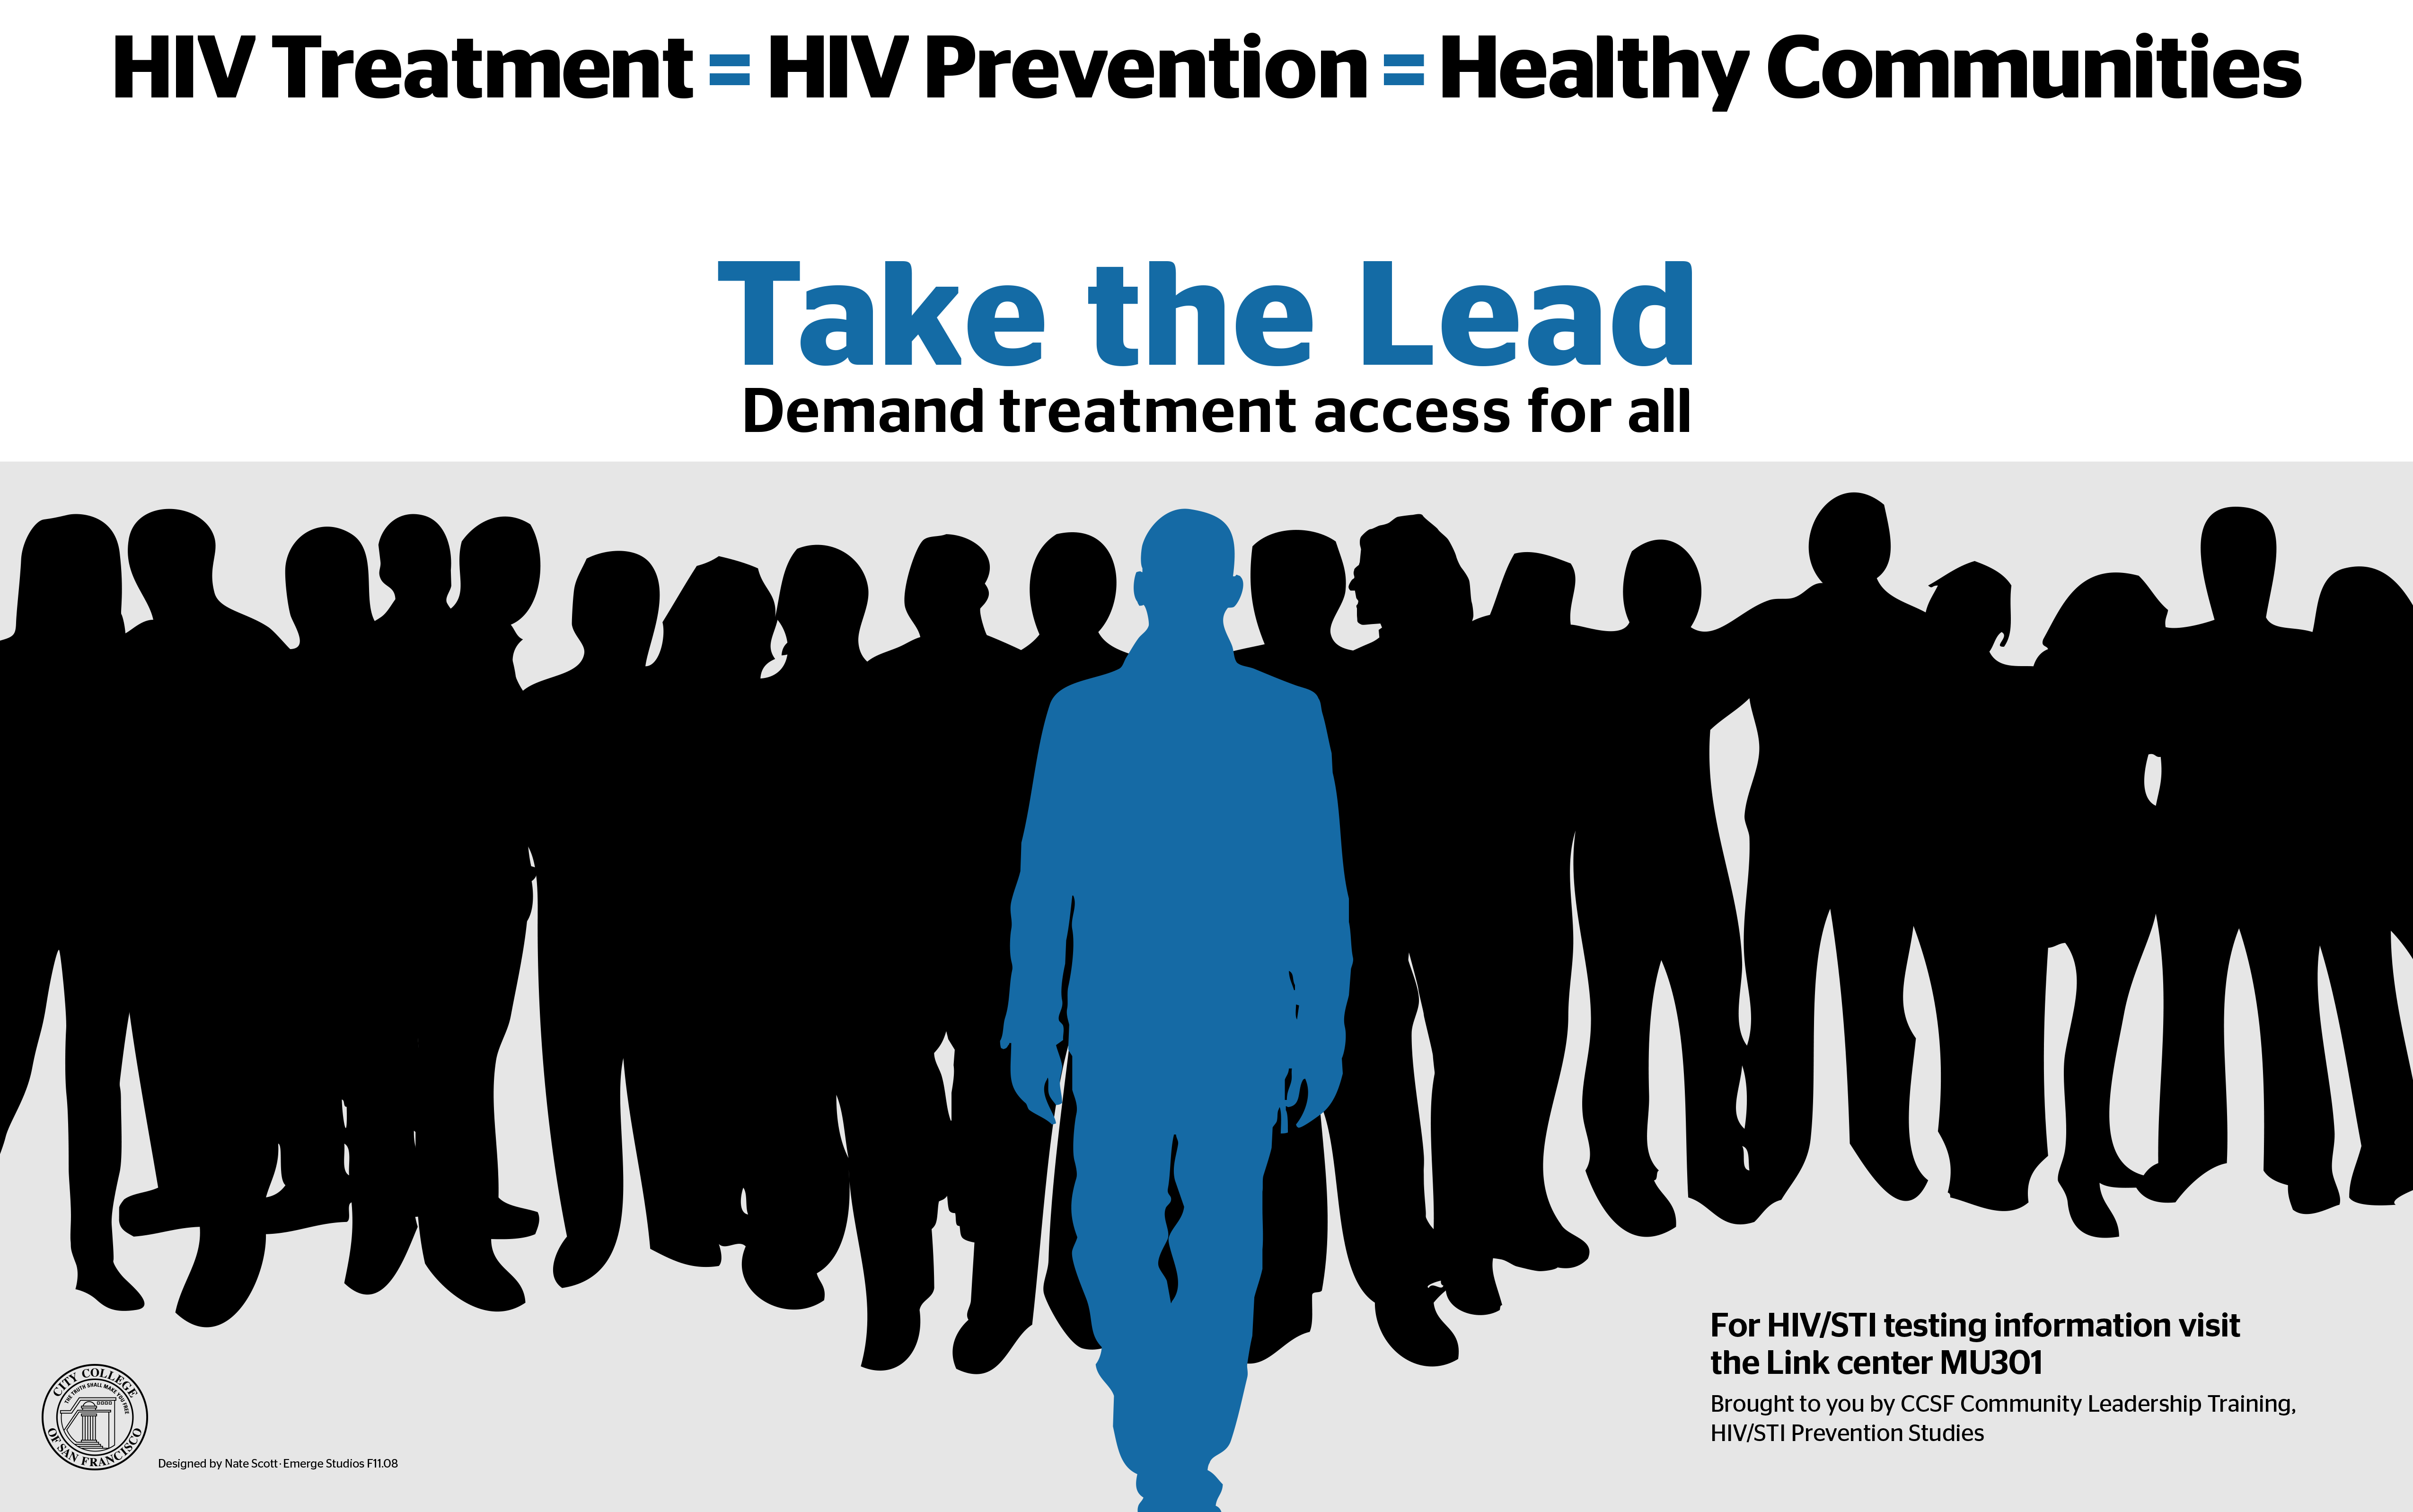 HIV Treatment = HIV Prevention = Healthy Communities
Take the Lead
Demand treatment access for all
For HIV/STI testing information visit
the Link center MU301
Brought to you by CCSF Community Leadership Training,
HIV/STI Prevention Studies
CITY COLLEGE
THE TRUTH SHALL MAKE YOU FREE
OF SAN FRANCISCO
Designed by Nate Scott · Emerge Studios F11.08